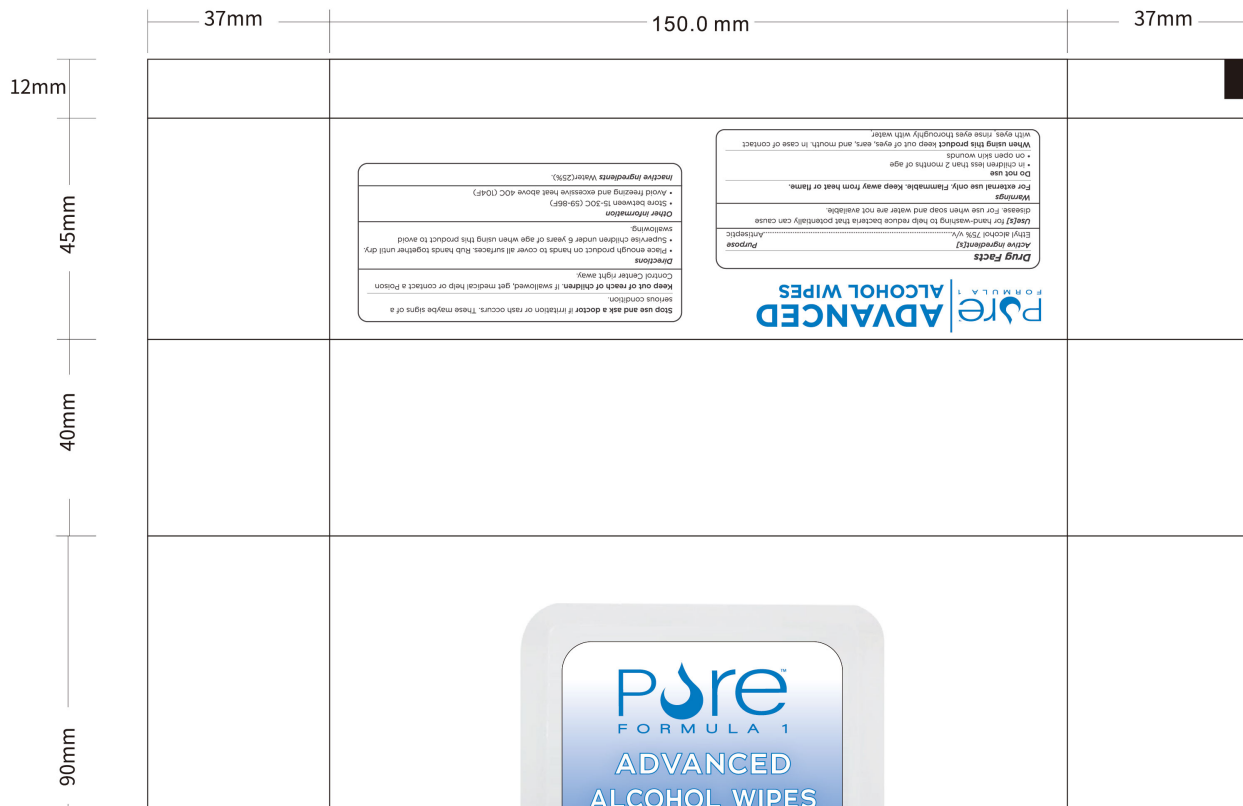 37mm
150.0 mm
37mm
12mm
45mm
40mm
90mm
Pure
FORMULA 1
ADVANCED
ALCOHOL WIPES
Drug Facts
Active ingredient[s] Purpose
Ethyl alcohol 75% v/v......Antiseptic
Use[s] for hand-washing to help reduce bacteria that potentially can cause
disease. For use when soap and water are not available.
Warnings
For external use only. Flammable. Keep away from heat or flame.
Do not use
• in children less than 2 months of age
• on open skin wounds
When using this product keep out of eyes, ears, and mouth. In case of contact
with eyes, rinse eyes thoroughly with water,
Stop use and ask a doctor if irritation or rash occurs. These maybe signs of a
serious condition.
Keep out of reach of children. If swallowed, get medical help or contact a Poison
Control Center right away.
Directions
• Place enough product on hands to cover all surfaces. Rub hands together until dry.
• Supervise children under 6 years of age when using this product to avoid
swallowing.
Other information
• Store between 15-30C (59-86F)
• Avoid freezing and excessive heat above 40C (104F)
Inactive ingredients Water(25%).
Pure™
FORMULA 1
ADVANCED
ALCOHOL WIPES